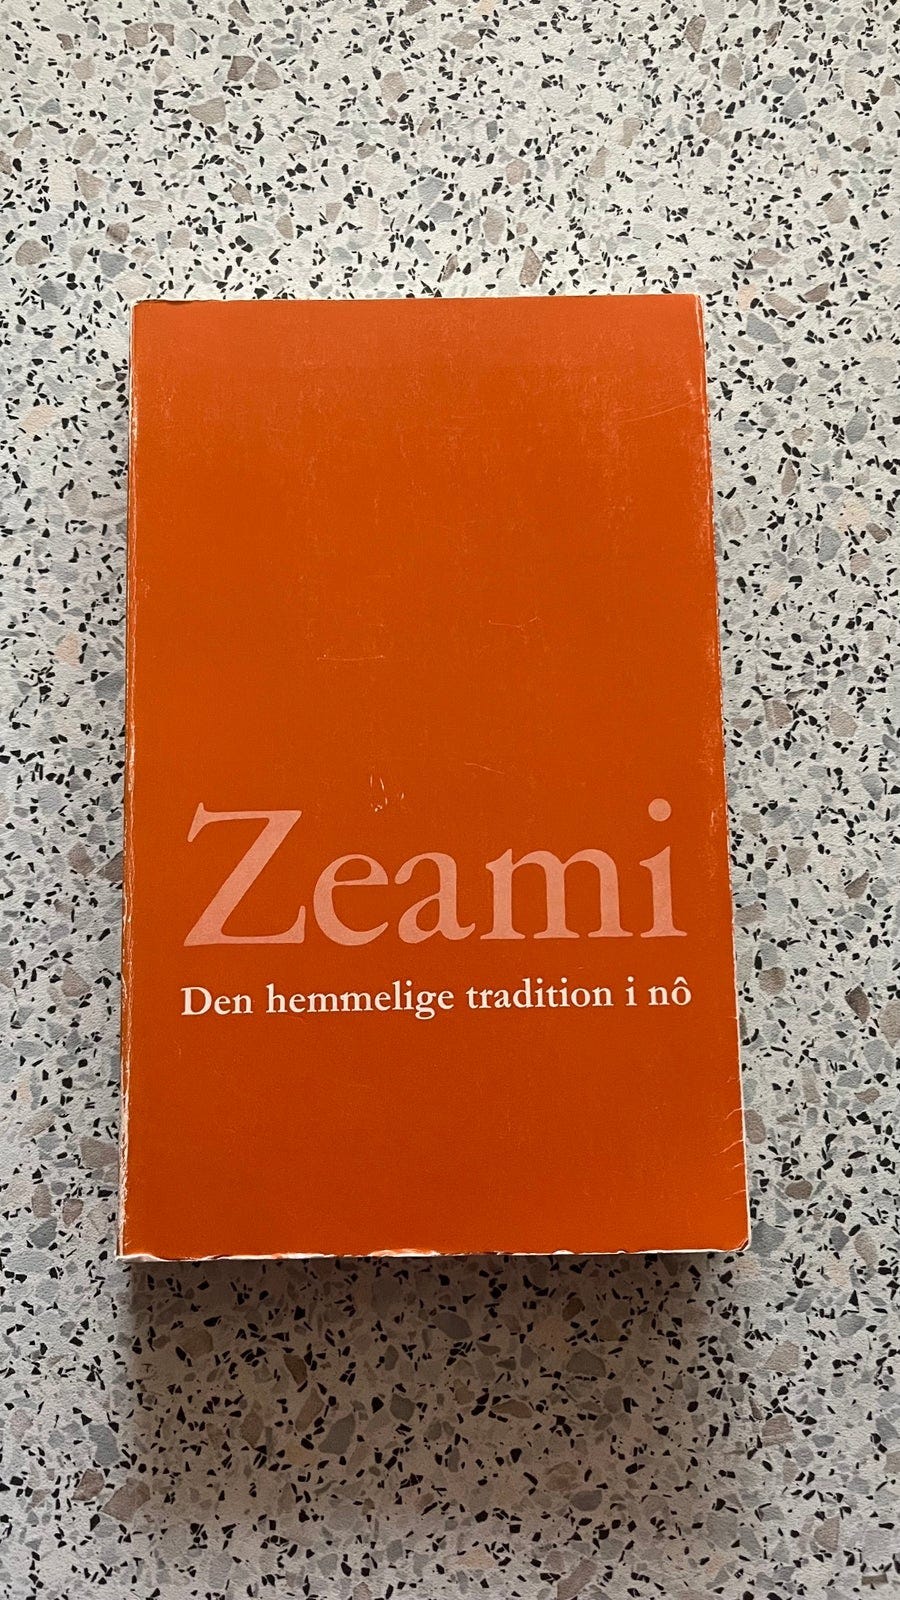 Zeami
Den hemmelige tradition i nô